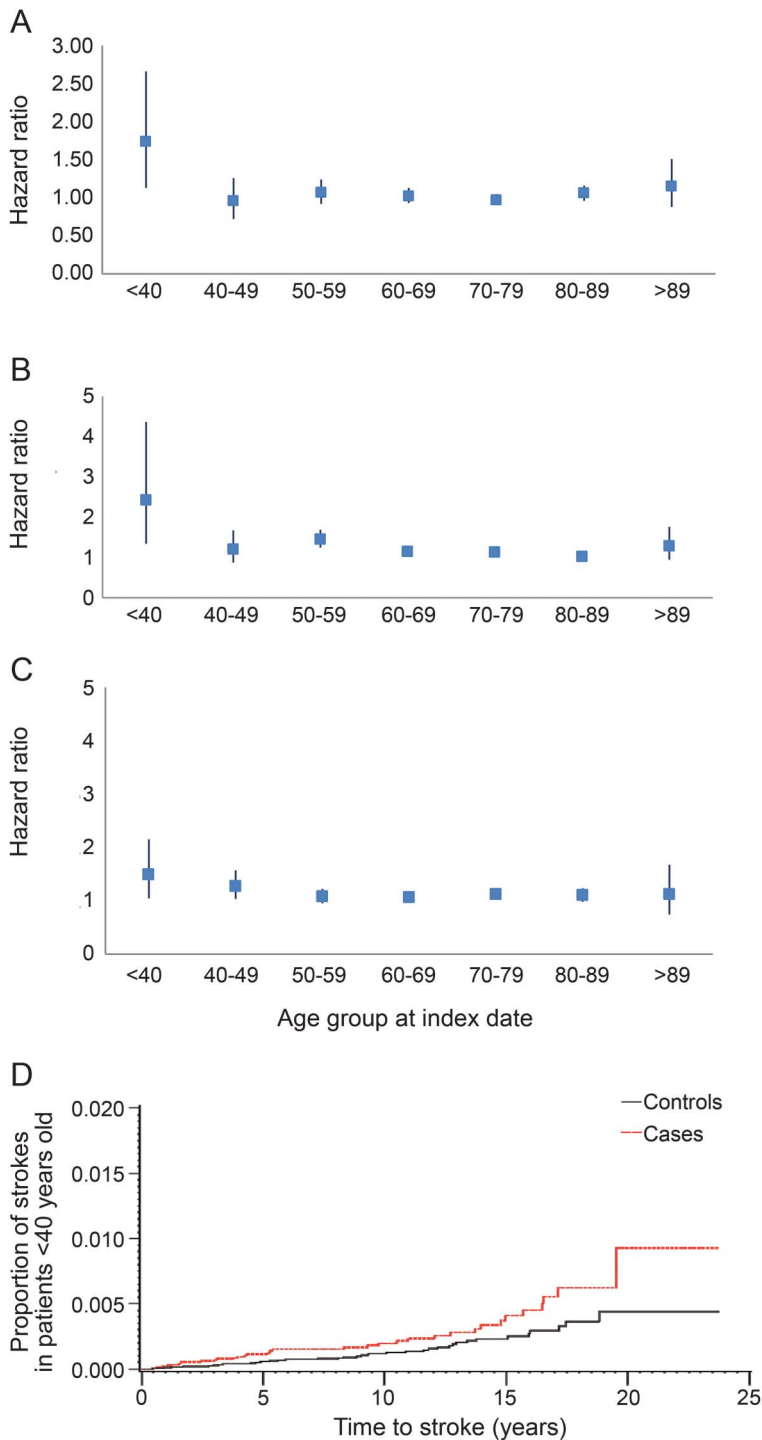 A
3.00
2.50
2.00
1.50
1.00
0.50
0.00
Hazard ratio
<40 40-49 50-59 60-69 70-79 80-89 >89
B
5
4
3
2
1
0
Hazard ratio
<40 40-49 50-59 60-69 70-79 80-89 >89
C
5
4
3
2
1
0
Hazard ratio
<40 40-49 50-59 60-69 70-79 80-89 >89
Age group at index date
D
Controls
Cases
0.020
0.015
0.010
0.005
0.000
Proportion of strokes
in patients <40 years old
0 5 10 15 20 25
Time to stroke (years)